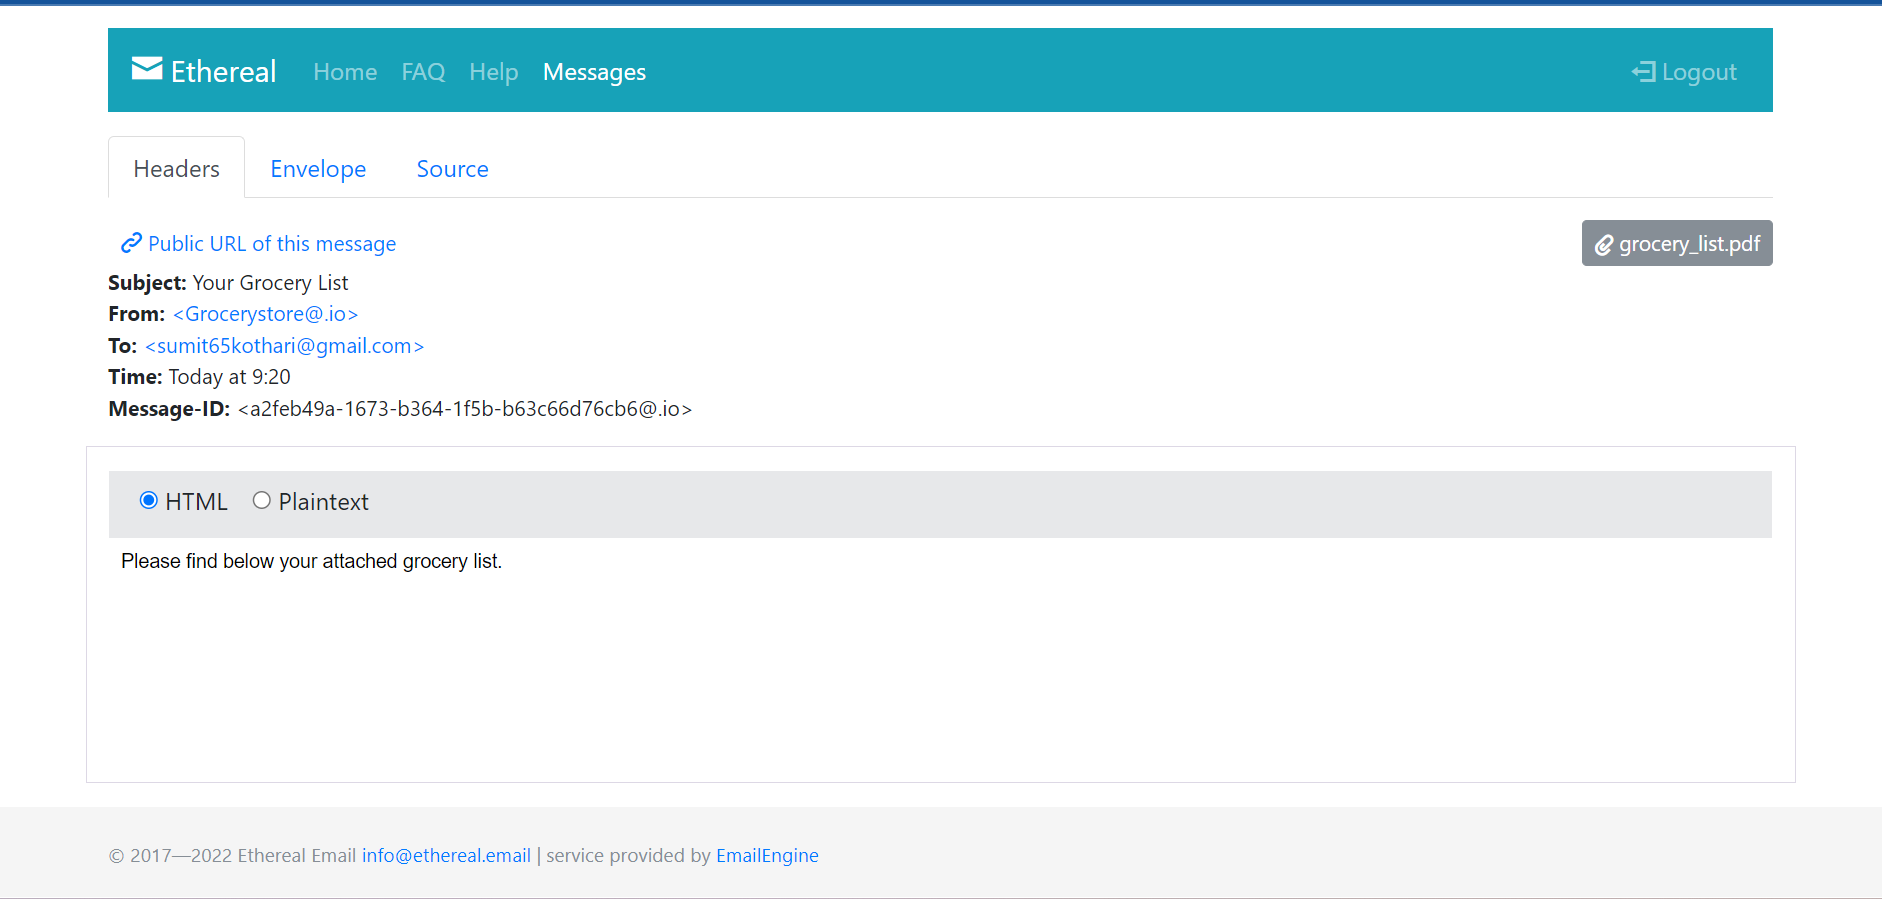 Ethereal Home FAQ Help Messages Logout
Headers Envelope Source
Public URL of this message grocery_list.pdf
Subject: Your Grocery List
From: <Grocerystore@.io>
To: <sumit65kothari@gmail.com>
Time: Today at 9:20
Message-ID: <a2feb49a-1673-b364-1f5b-b63c66d76cb6@.io>
HTML Plaintext
Please find below your attached grocery list.
© 2017—2022 Ethereal Email info@ethereal.email | service provided by EmailEngine